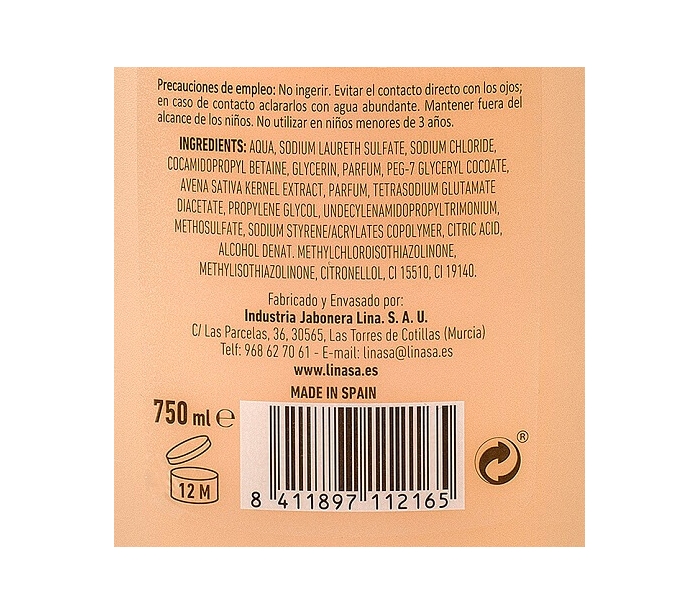 Precauciones de empleo: No ingerir. Evitar el contacto directo con los ojos;
en caso de contacto aclararlos con agua abundante. Mantener fuera del
alcance de los niños. No utilizar en niños menores de 3 años.
INGREDIENTS: AQUA, SODIUM LAURETH SULFATE, SODIUM CHLORIDE,
COCAMIDOPROPYL BETAINE, GLYCERIN, PARFUM, PEG-7 GLYCERYL COCOATE,
AVENA SATIVA KERNEL EXTRACT, PARFUM, TETRASODIUM GLUTAMATE
DIACETATE, PROPYLENE GLYCOL, UNDECYLENAMIDOPROPYLTRIMONIUM,
METHOSULFATE, SODIUM STYRENE/ACRYLATES COPOLYMER, CITRIC ACID,
ALCOHOL DENAT. METHYLCHLOROISOTHIAZOLINONE,
METHYLISOTHIAZOLINONE, CITRONELLOL, CI 15510, CI 19140.
Fabricado y Envasado por:
Industria Jabonera Lina. S. A. U.
C/ Las Parcelas, 36, 30565, Las Torres de Cotillas (Murcia)
Telf: 968 62 70 61 - E-mail: linasa@linasa.es
www.linasa.es
MADE IN SPAIN
750 ml e
12 M
8 411897 112165
®